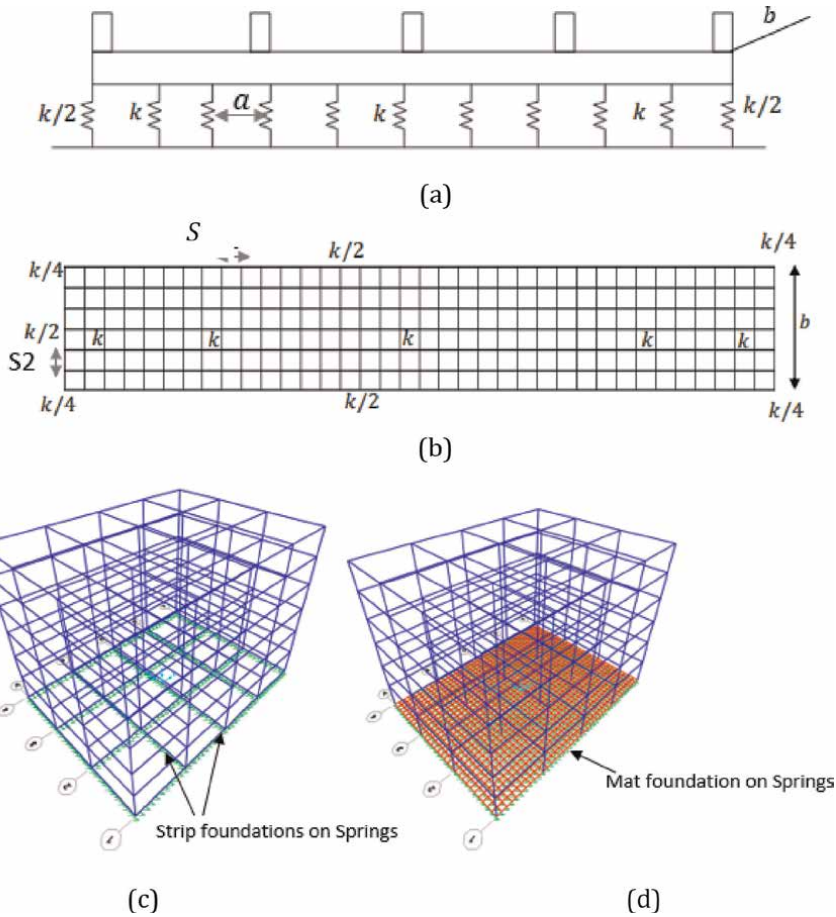 b
k/2 k a k k k/2
(a)
S k/2 k/4
k/4
k/2 k k k k k b
S2
k/4 k/2 k/4
(b)
Mat foundation on Springs
Strip foundations on Springs
(c) (d)